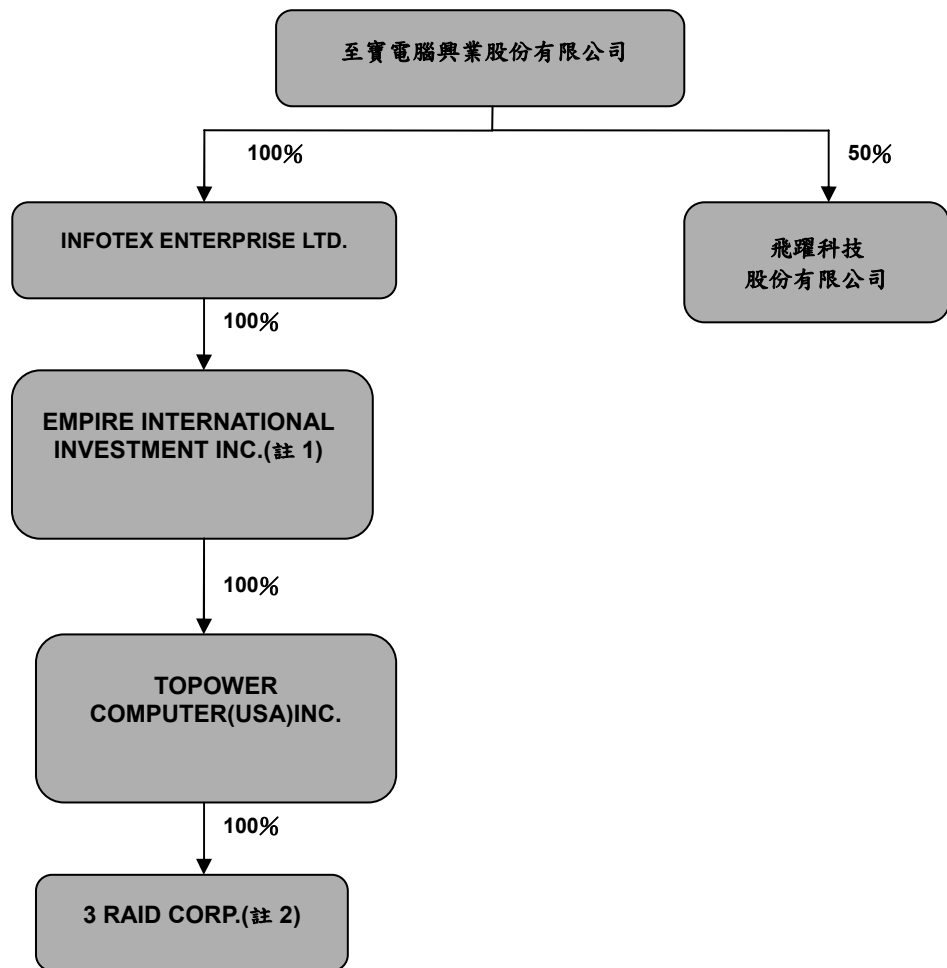 至寶電腦興業股份有限公司
100%
50%
INFOTEX ENTERPRISE LTD.
飛躍科技
股份有限公司
100%
EMPIRE INTERNATIONAL
INVESTMENT INC.(註 1)
100%
TOPOWER
COMPUTER(USA)INC.
100%
3 RAID CORP.(註 2)